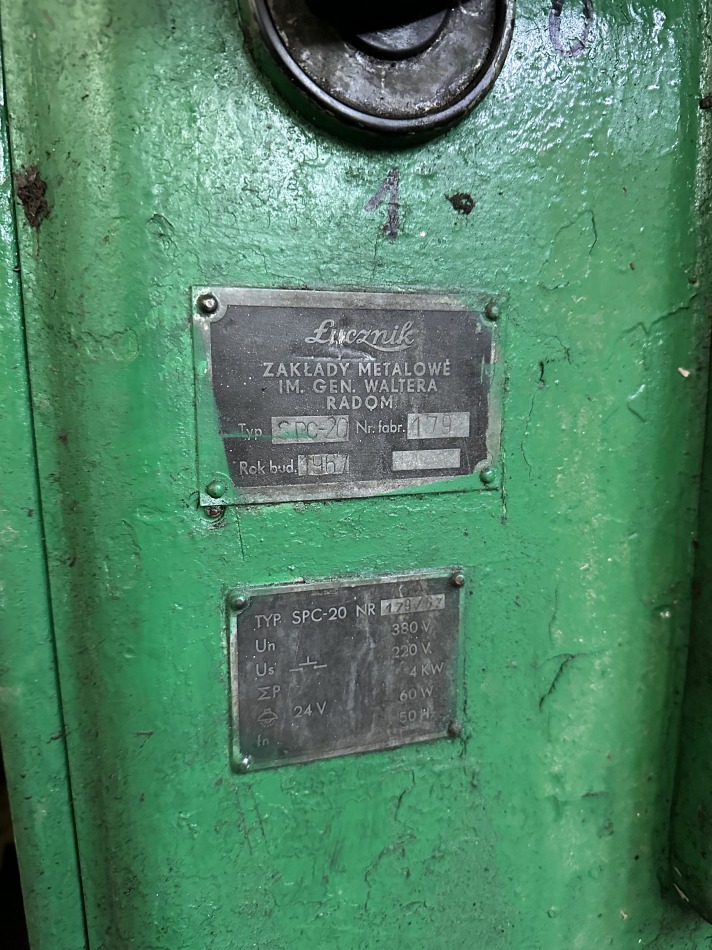 0
1
Łucznik
ZAKŁADY METALOWE
IM. GEN. WALTERA
RADOM
Typ SPC-20 Nr. fabr. 179
Rok bud. 1967
TYP. SPC-20 NR 179/67
Un 380 V
Us 220 V
ΣP 4 KW
24 V 60 W
fn 50 H